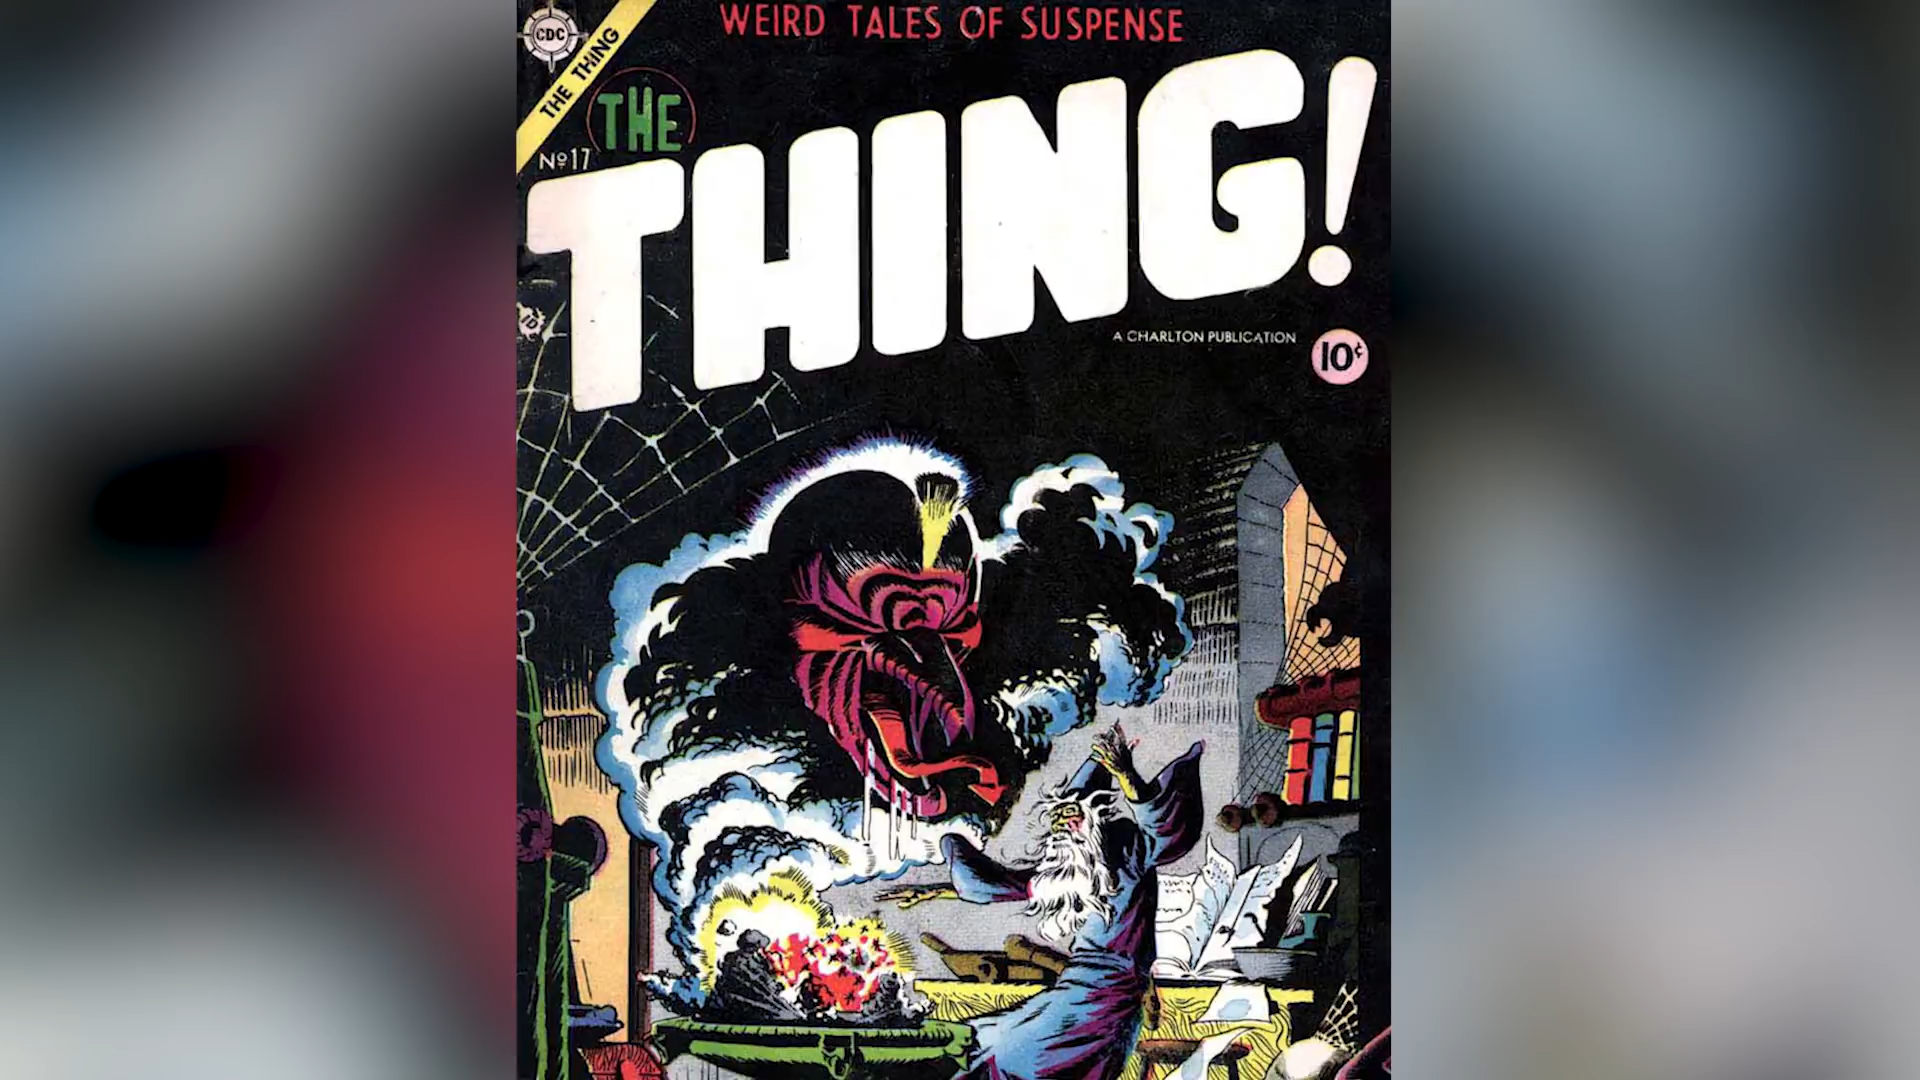 WEIRD TALES OF SUSPENSE
CDC
THE THING
THE
Nº17
THING!
A CHARLTON PUBLICATION
10¢